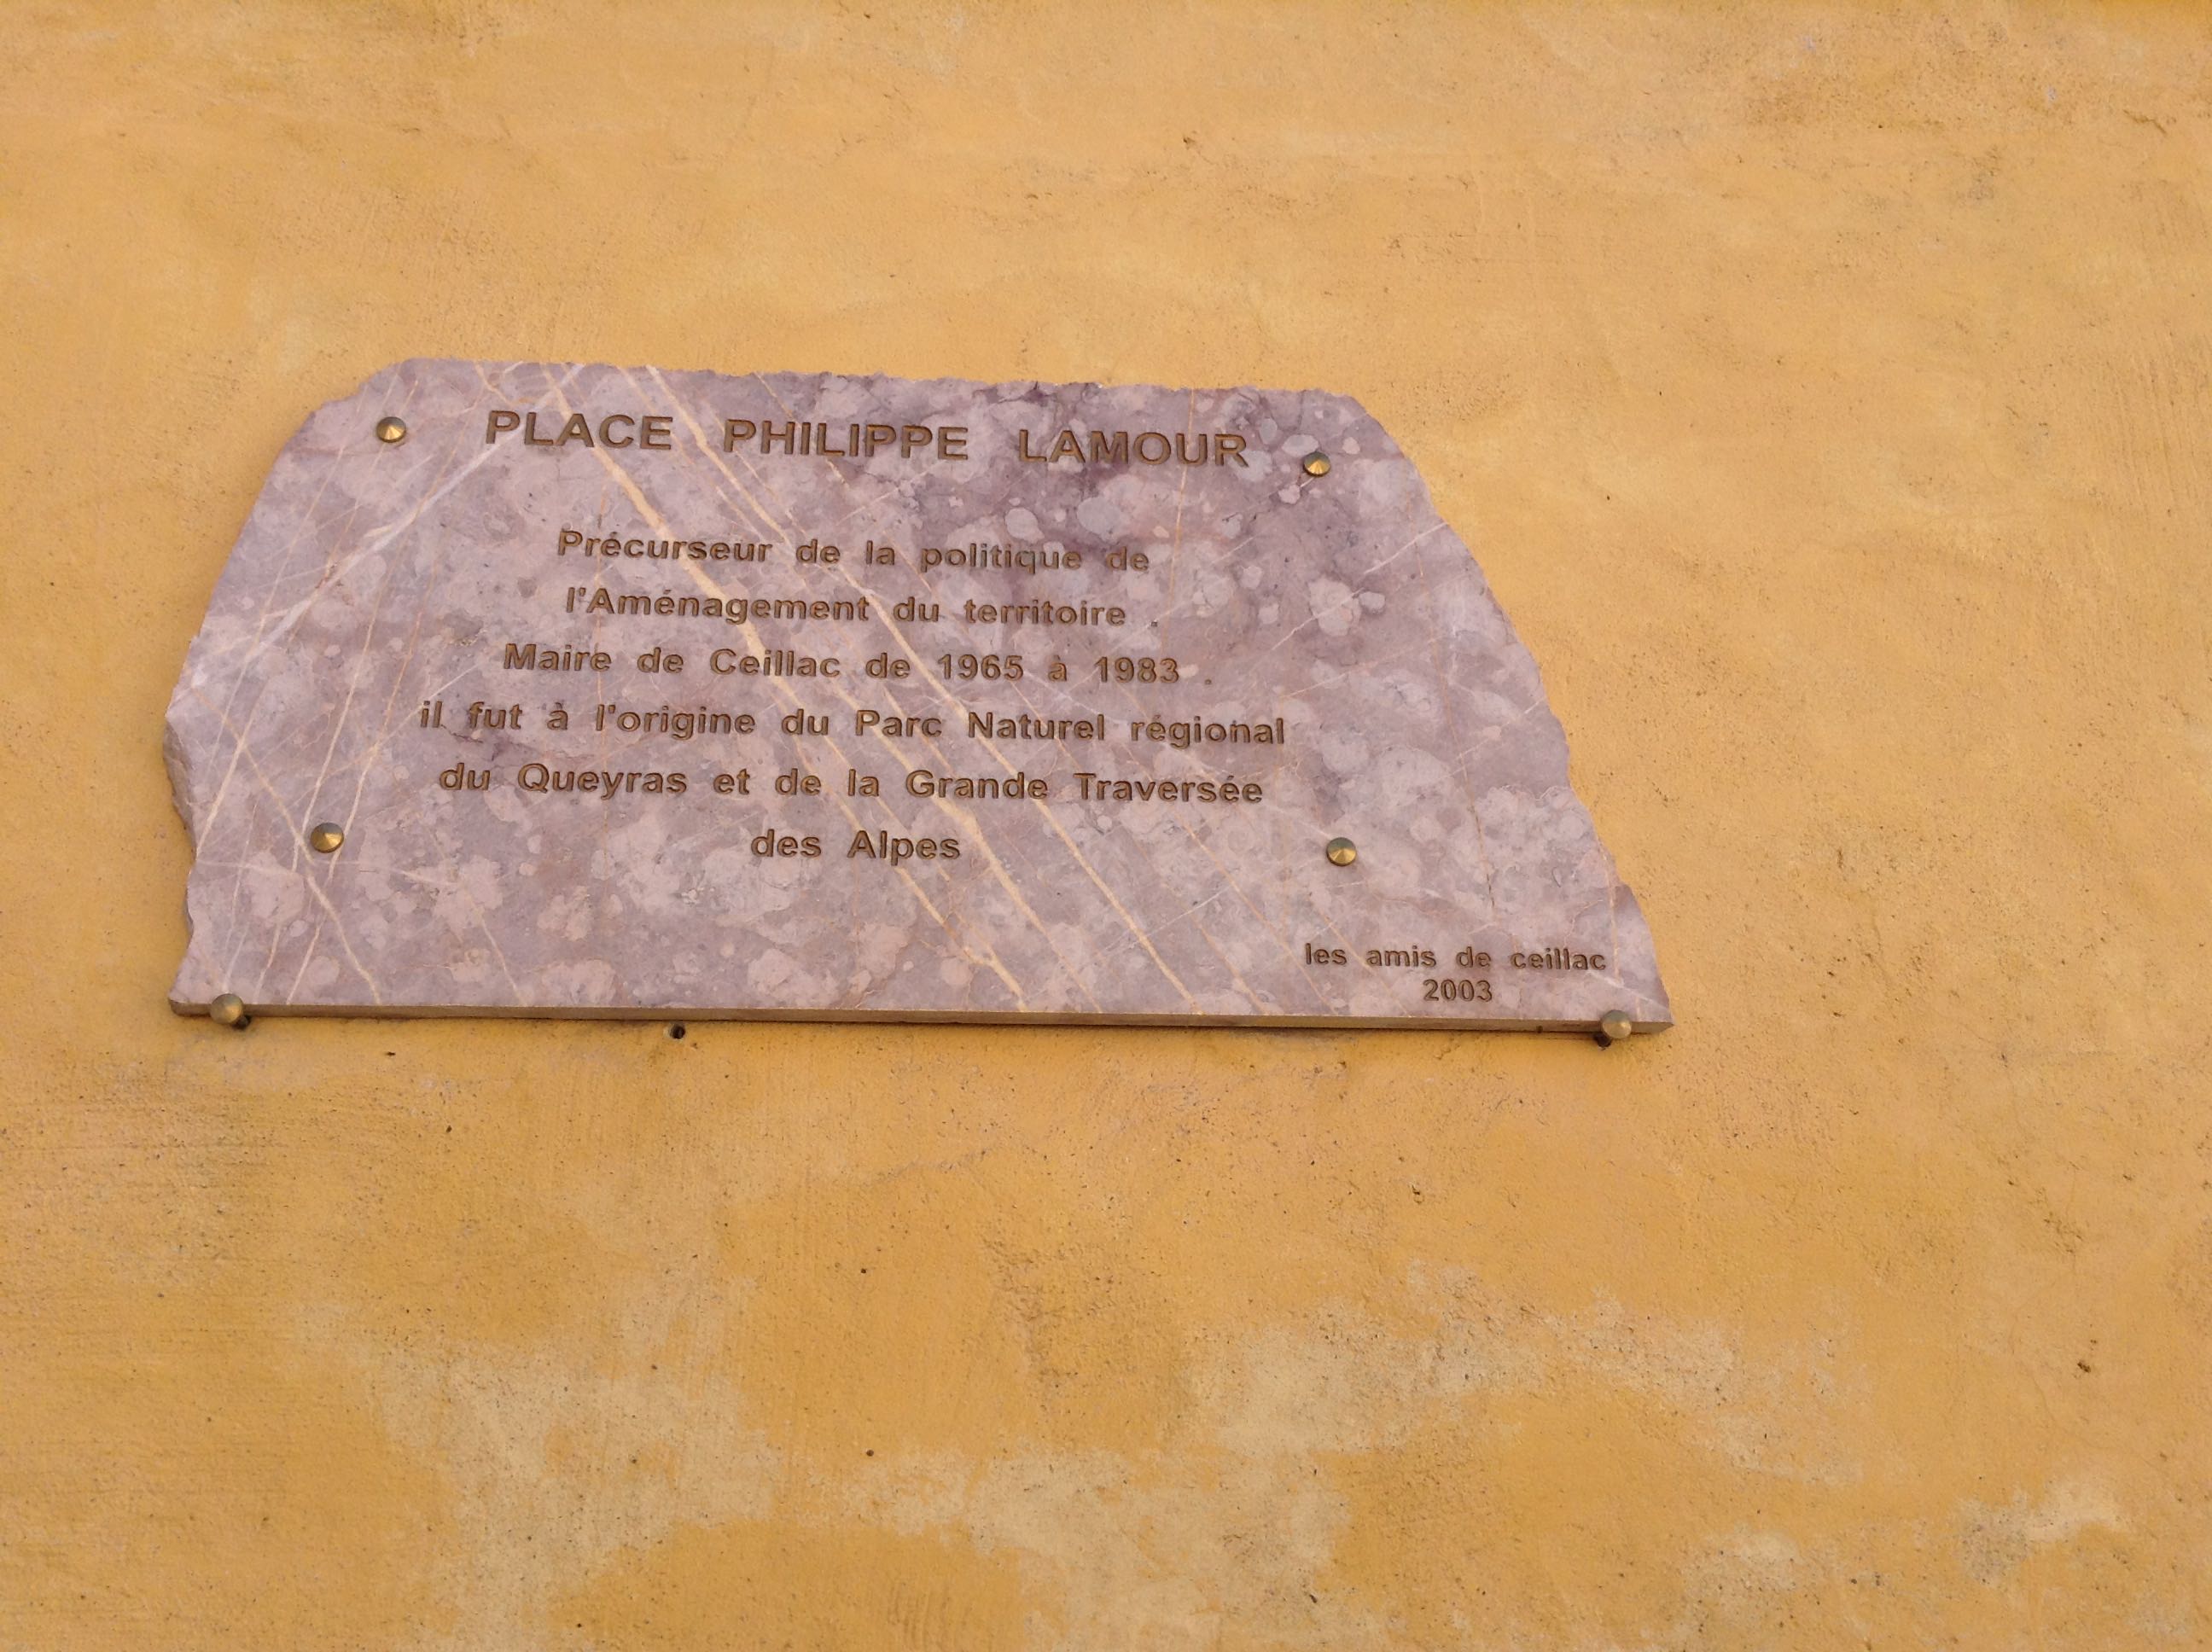 PLACE PHILIPPE LAMOUR
Précurseur de la politique de
l'Aménagement du territoire .
Maire de Ceillac de 1965 à 1983 .
il fut à l'origine du Parc Naturel régional
du Queyras et de la Grande Traversée
des Alpes
les amis de ceillac
2003